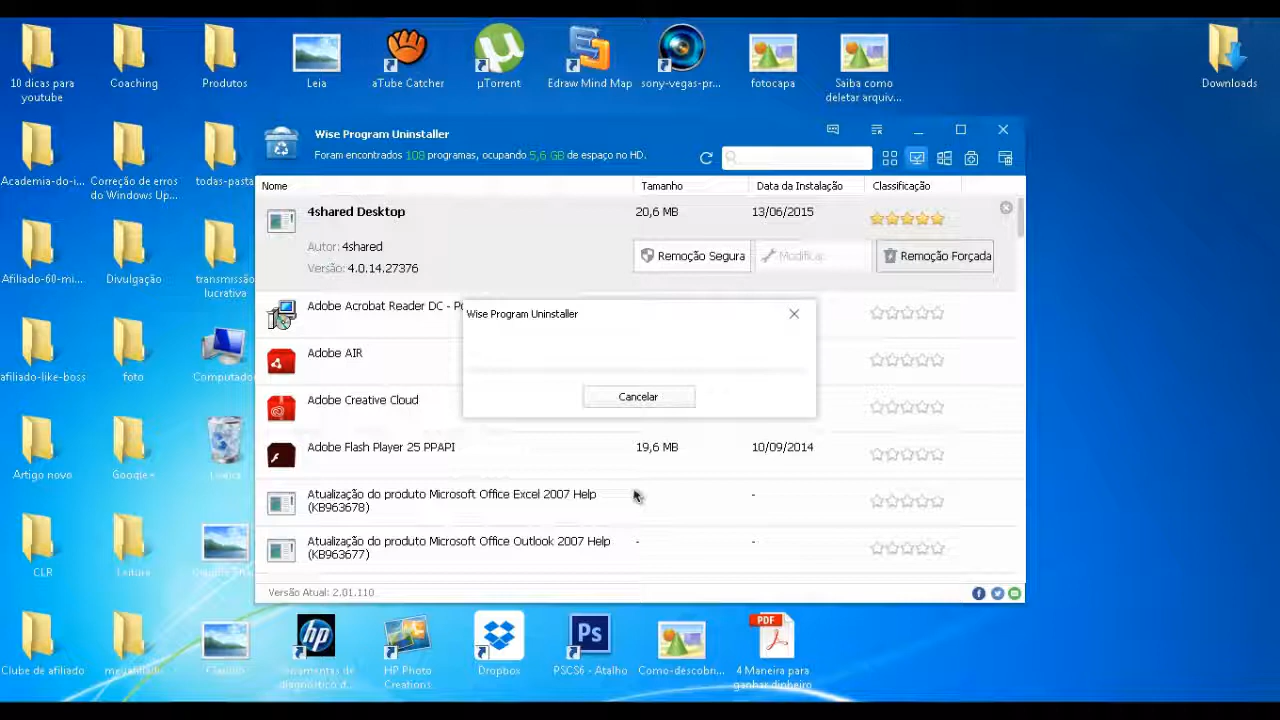 10 dicas para
youtube
Coaching
Produtos
Leia
aTube Catcher
µTorrent
Edraw Mind Map
sony-vegas-pr...
fotocapa
Saiba como
deletar arquiv...
Downloads
Academia-do-i...
Correção de erros
do Windows Up...
todas-pasta
Afiliado-60-mi...
Divulgação
transmissão
lucrativa
afiliado-like-boss
foto
Computado
Artigo novo
Google+
CLR
Leitura
Wise Program Uninstaller
Foram encontrados 108 programas, ocupando 5,6 GB de espaço no HD.
Nome
Tamanho
Data da Instalação
Classificação
4shared Desktop
20,6 MB
13/06/2015
Autor: 4shared
Versão: 4.0.14.27376
Remoção Segura
Modificar
Remoção Forçada
Adobe Acrobat Reader DC - Po
Adobe AIR
Adobe Creative Cloud
Adobe Flash Player 25 PPAPI
19,6 MB
10/09/2014
Atualização do produto Microsoft Office Excel 2007 Help
(KB963678)
-
-
Atualização do produto Microsoft Office Outlook 2007 Help
(KB963677)
-
-
Versão Atual: 2.01.110
Wise Program Uninstaller
Cancelar
Clube de afiliado
meuafiliado
hp
diagnóstico d...
HP Photo
Creations
Dropbox
Ps
PSCS6 - Atalho
Como-descobr...
PDF
4 Maneira para
ganhar dinheiro